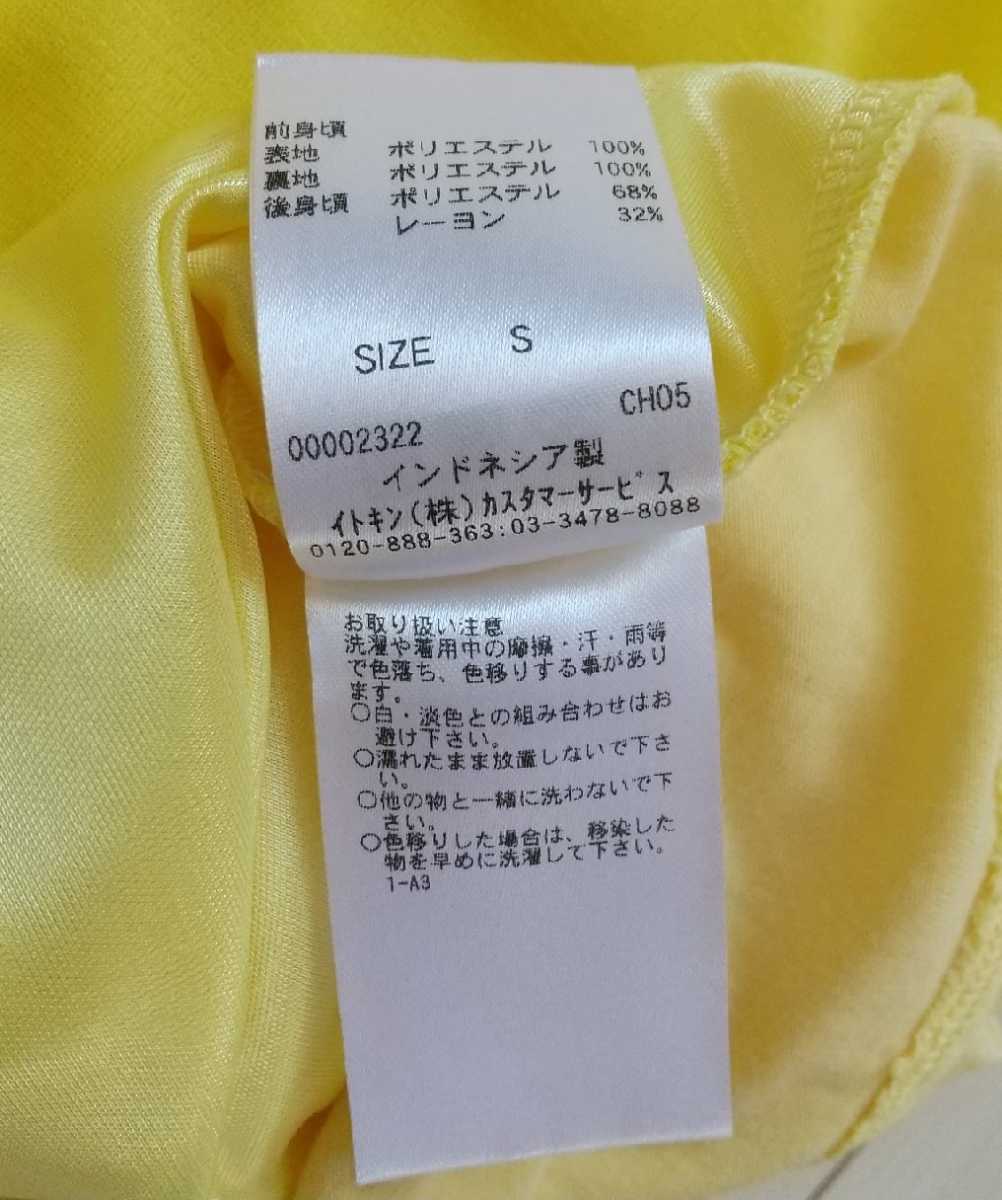 前身頃
表地 ポリエステル 100%
裏地 ポリエステル 100%
後身頃 ポリエステル 68%
レーヨン 32%
SIZE S
CH05
00002322
インドネシア製
イトキン(株)カスタマーサービス
0120-888-363:03-3478-8088
お取り扱い注意
洗濯や着用中の摩擦・汗・雨等
で色落ち、色移りする事があり
ます。
○白・淡色との組み合わせはお
避け下さい。
○濡れたまま放置しないで下さ
い。
○他の物と一緒に洗わないで下
さい。
○色移りした場合は、移染した
物を早めに洗濯して下さい。
1-A3